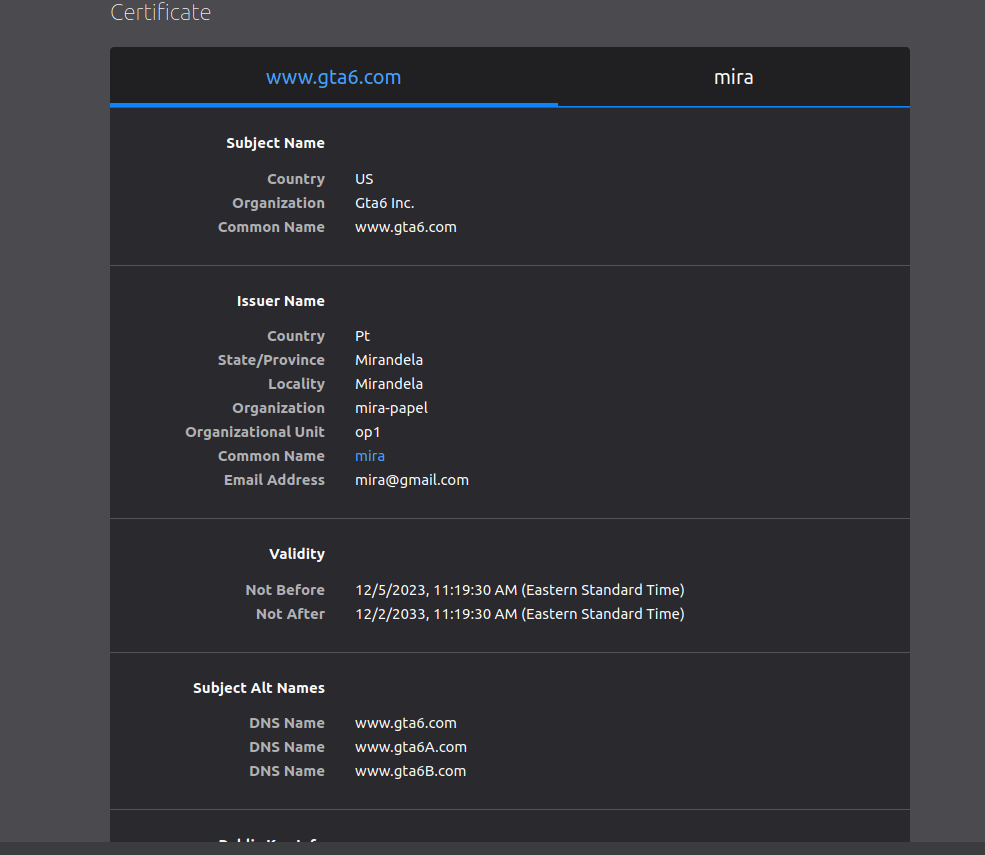 Certificate
www.gta6.com mira
Subject Name
Country US
Organization Gta6 Inc.
Common Name www.gta6.com
Issuer Name
Country Pt
State/Province Mirandela
Locality Mirandela
Organization mira-papel
Organizational Unit op1
Common Name mira
Email Address mira@gmail.com
Validity
Not Before 12/5/2023, 11:19:30 AM (Eastern Standard Time)
Not After 12/2/2033, 11:19:30 AM (Eastern Standard Time)
Subject Alt Names
DNS Name www.gta6.com
DNS Name www.gta6A.com
DNS Name www.gta6B.com